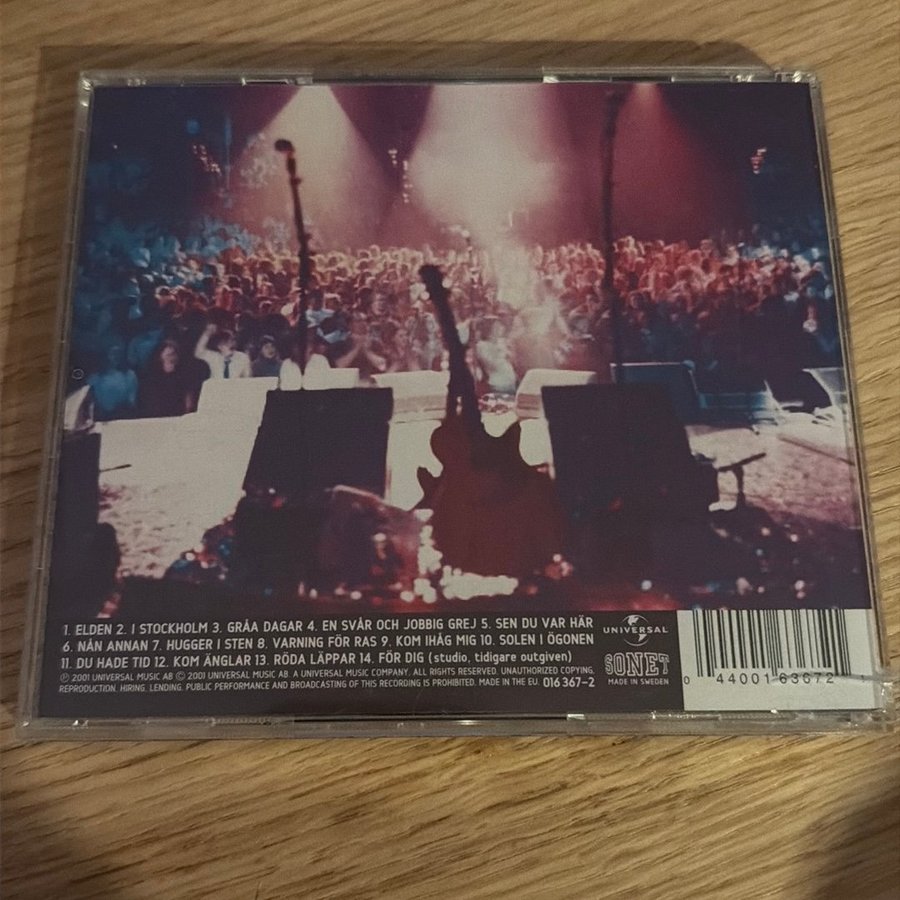 1. ELDEN 2. I STOCKHOLM 3. GRÅA DAGAR 4. EN SVÅR OCH JOBBIG GREJ 5. SEN DU VAR HÄR
6. NÅN ANNAN 7. HUGGER I STEN 8. VARNING FÖR RAS 9. KOM IHÅG MIG 10. SOLEN I ÖGONEN
11. DU HADE TID 12. KOM ÄNGLAR 13. RÖDA LÄPPAR 14. FÖR DIG (studio, tidigare outgiven)
℗ 2001 UNIVERSAL MUSIC AB © 2001 UNIVERSAL MUSIC AB. A UNIVERSAL MUSIC COMPANY. ALL RIGHTS RESERVED. UNAUTHORIZED COPYING,
REPRODUCTION, HIRING, LENDING, PUBLIC PERFORMANCE AND BROADCASTING OF THIS RECORDING IS PROHIBITED. MADE IN THE EU. 016 367-2
UNIVERSAL
SONET
MADE IN SWEDEN
0 44001 63672 1